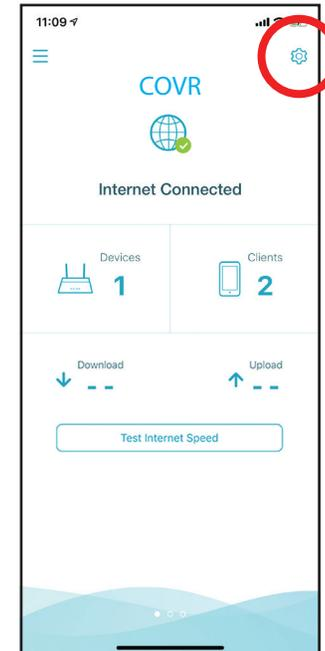 11:09
COVR
Internet Connected
Devices
1
Clients
2
Download
- -
Upload
- -
Test Internet Speed